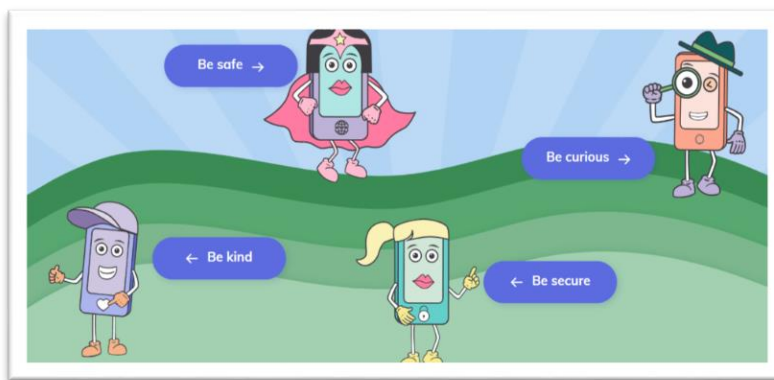 Be safe →
Be curious →
← Be kind
← Be secure